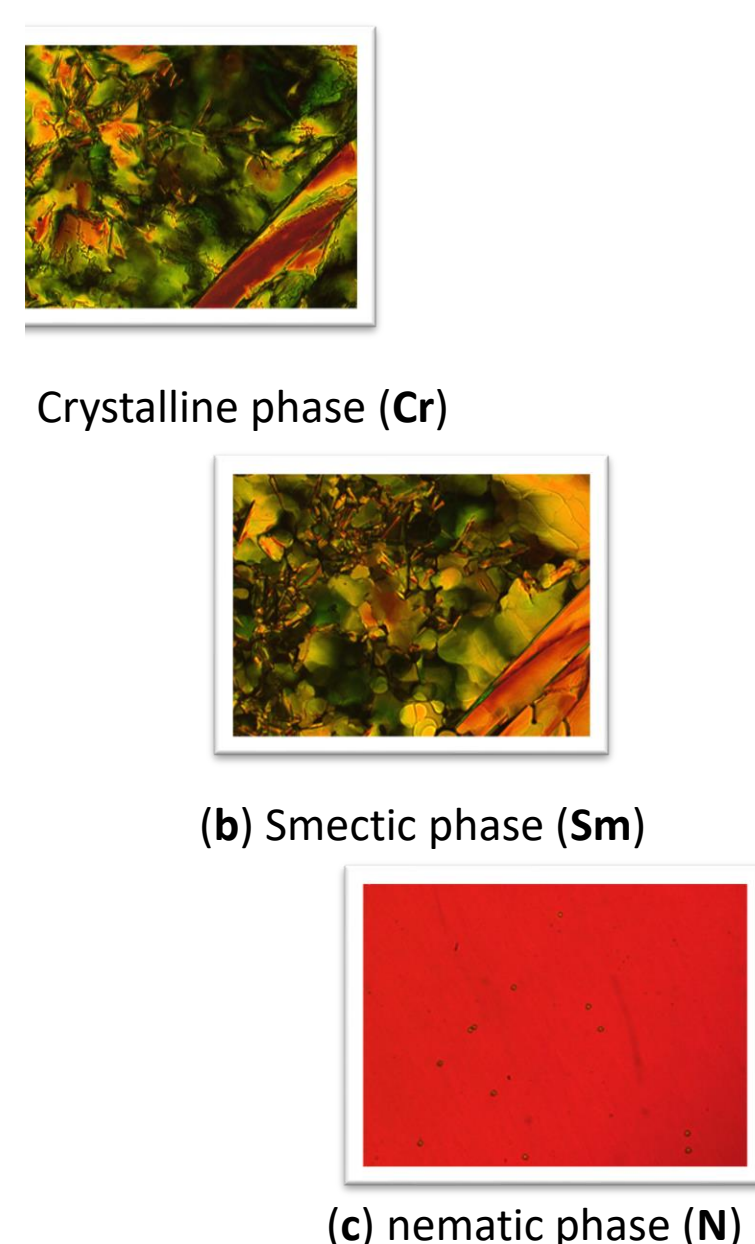 Crystalline phase (Cr)
(b) Smectic phase (Sm)
(c) nematic phase (N)